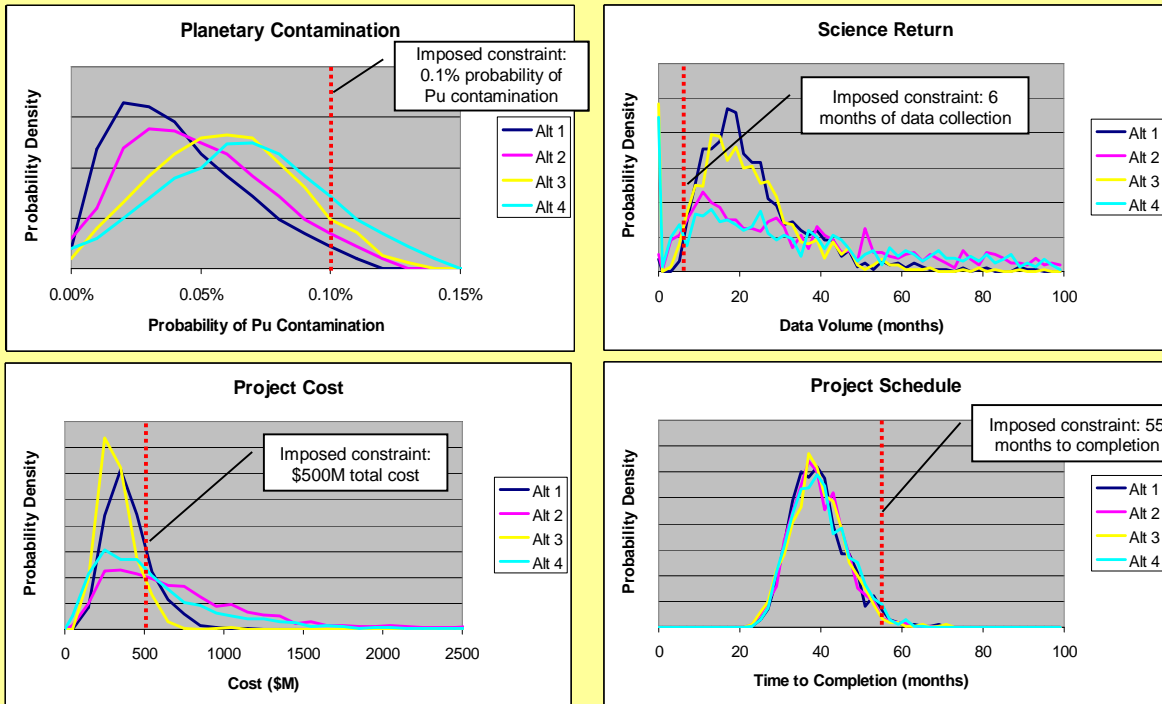 Planetary Contamination
Imposed constraint:
0.1% probability of
Pu contamination
Probability Density
Alt 1
Alt 2
Alt 3
Alt 4
0.00%
0.05%
0.10%
0.15%
Probability of Pu Contamination
Science Return
Imposed constraint: 6
months of data collection
Probability Density
Alt 1
Alt 2
Alt 3
Alt 4
0
20
40
60
80
100
Data Volume (months)
Project Cost
Imposed constraint:
$500M total cost
Probability Density
Alt 1
Alt 2
Alt 3
Alt 4
0
500
1000
1500
2000
2500
Cost ($M)
Project Schedule
Imposed constraint: 55
months to completion
Probability Density
Alt 1
Alt 2
Alt 3
Alt 4
0
20
40
60
80
100
Time to Completion (months)